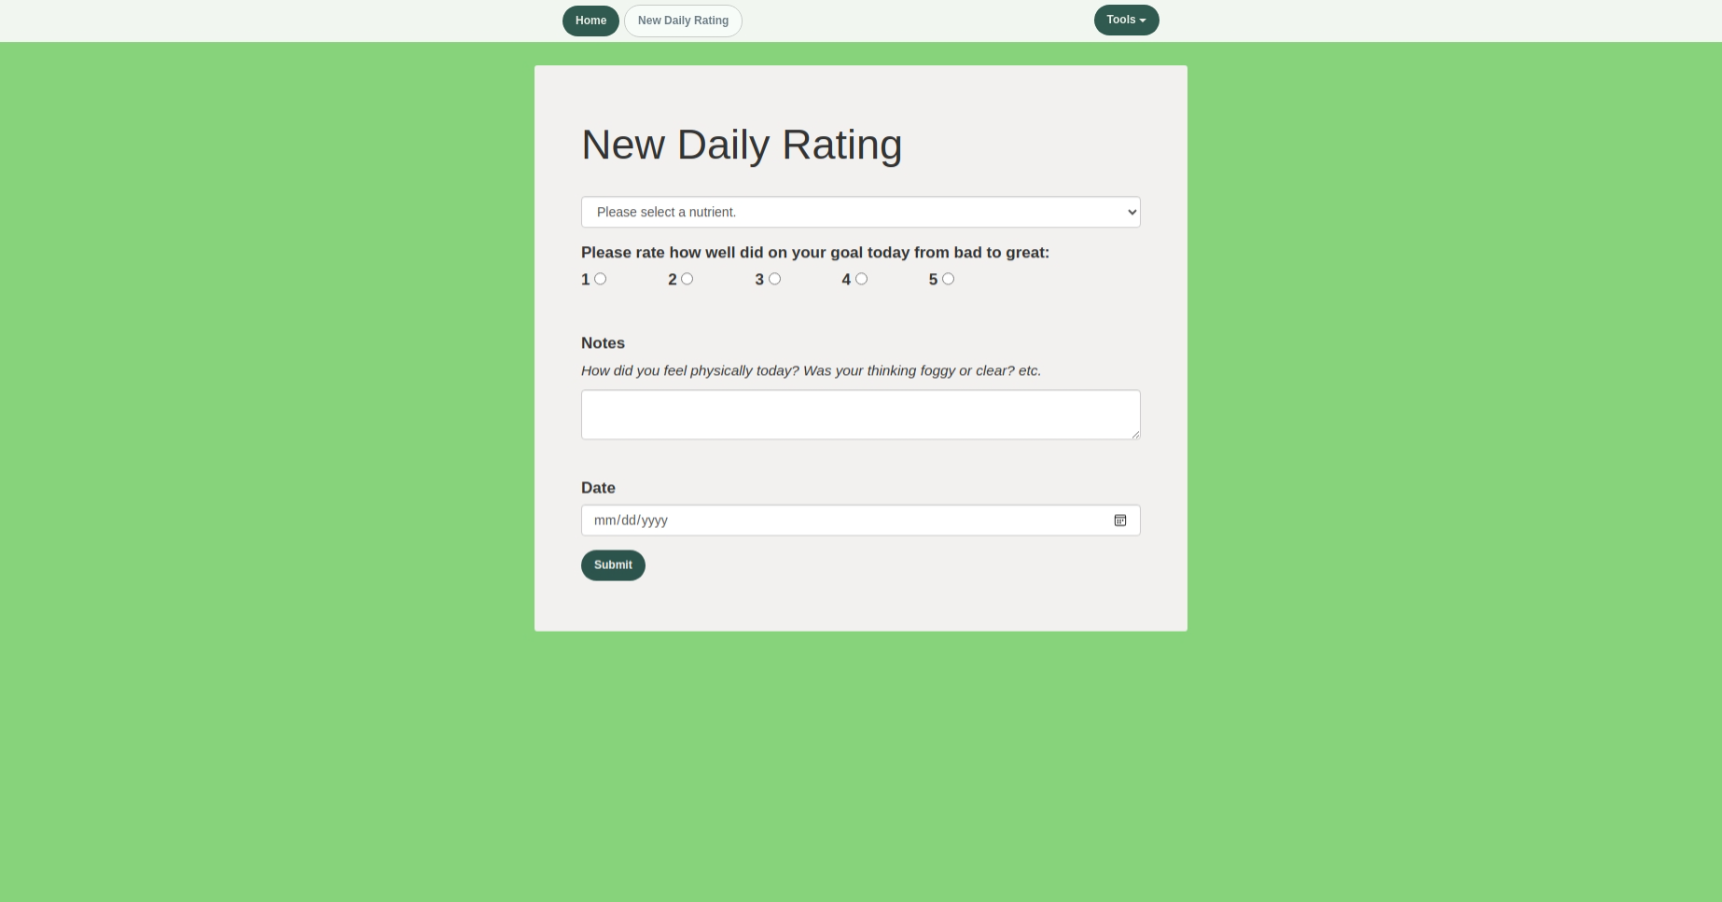 Home New Daily Rating Tools
New Daily Rating
Please select a nutrient.
Please rate how well did on your goal today from bad to great:
1 2 3 4 5
Notes
How did you feel physically today? Was your thinking foggy or clear? etc.
Date
mm/dd/yyyy
Submit